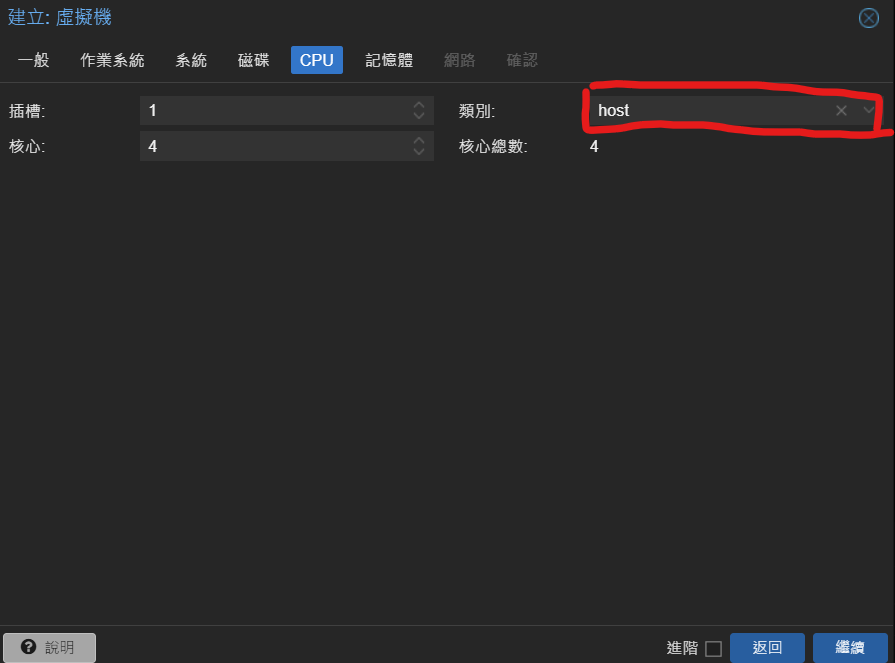 建立: 虛擬機
一般 作業系統 系統 磁碟 CPU 記憶體 網路 確認
插槽: 1 類別: host
核心: 4 核心總數: 4
說明 進階 返回 繼續